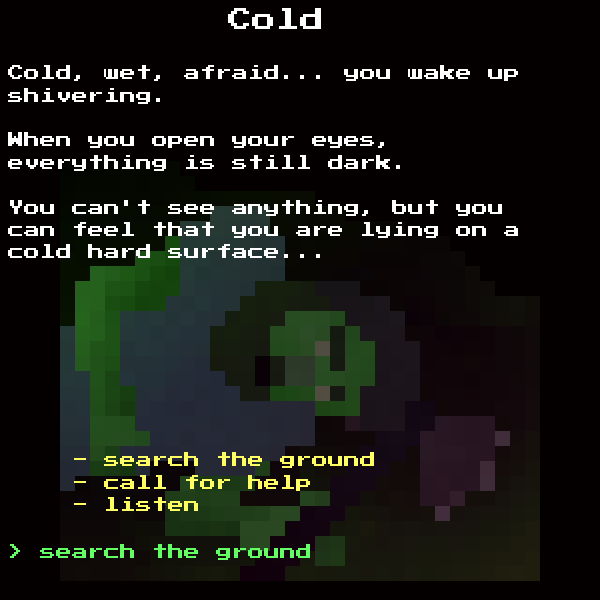 Cold
Cold, wet, afraid... you wake up
shivering.
When you open your eyes,
everything is still dark.
You can't see anything, but you
can feel that you are lying on a
cold hard surface...
- search the ground
- call for help
- listen
> search the ground